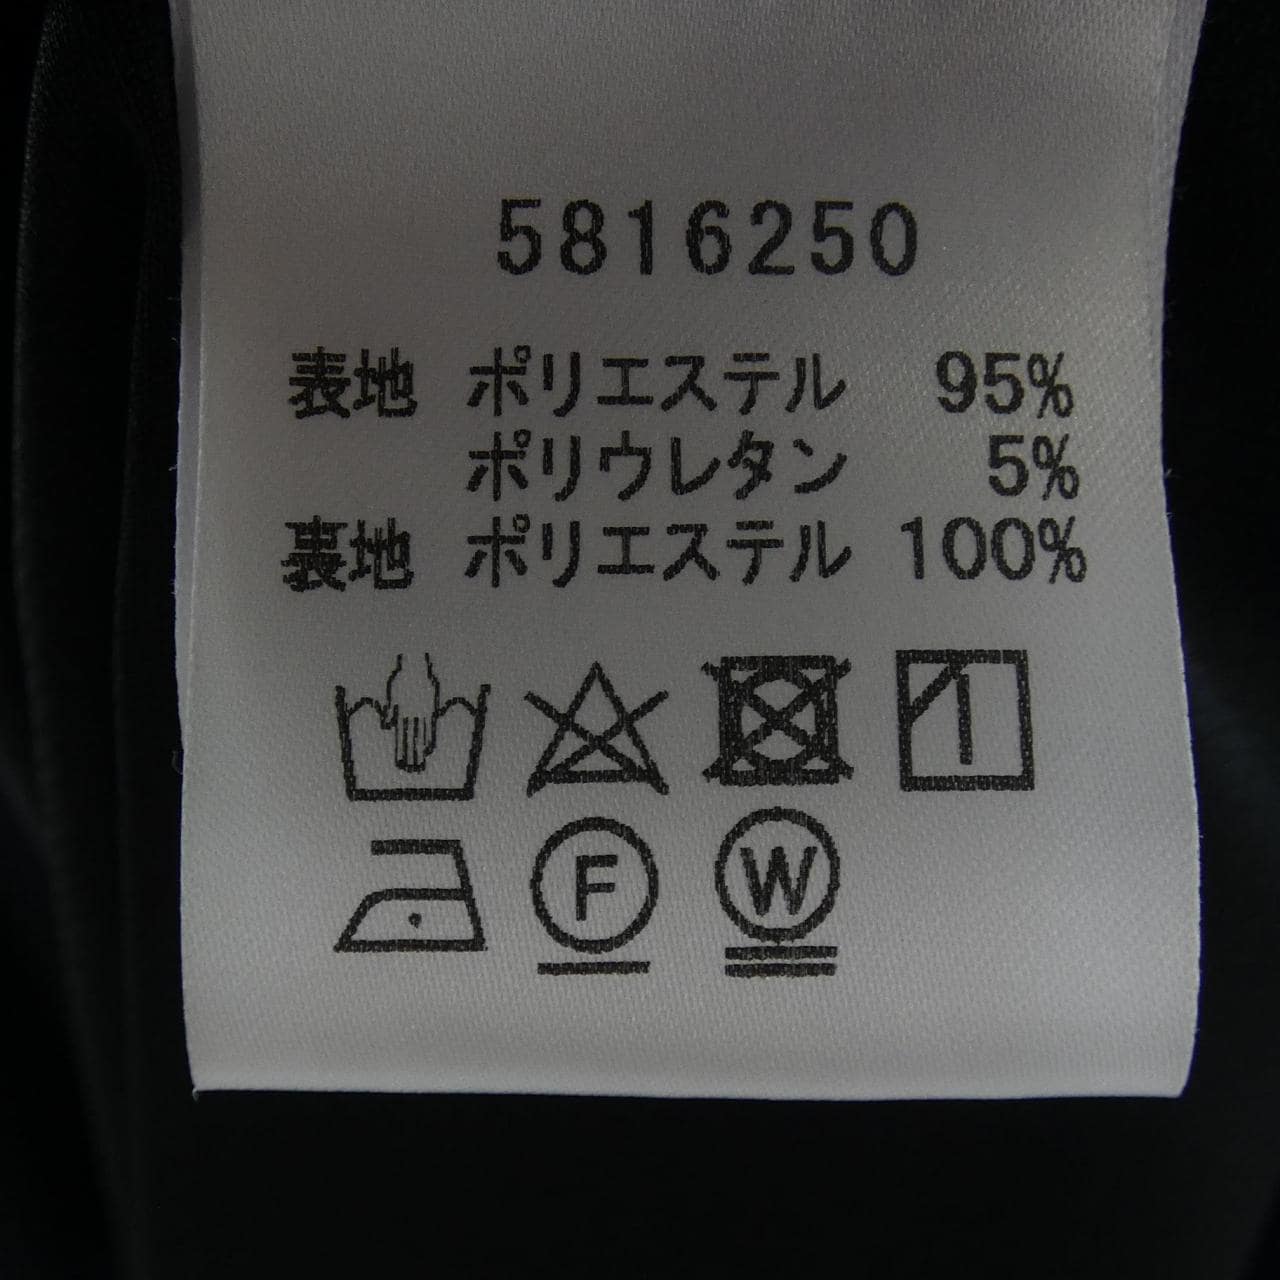 5816250
表地 ポリエステル 95%
ポリウレタン 5%
裏地 ポリエステル 100%
F W